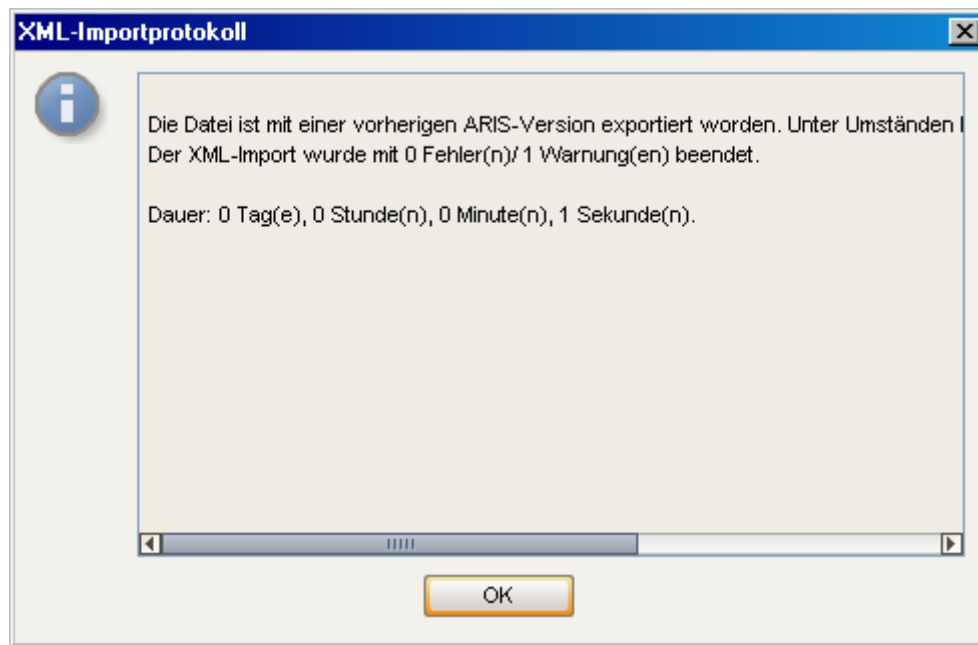 XML-Importprotokoll
Die Datei ist mit einer vorherigen ARIS-Version exportiert worden. Unter Umständen
Der XML-Import wurde mit 0 Fehler(n)/ 1 Warnung(en) beendet.
Dauer: 0 Tag(e), 0 Stunde(n), 0 Minute(n), 1 Sekunde(n).
OK